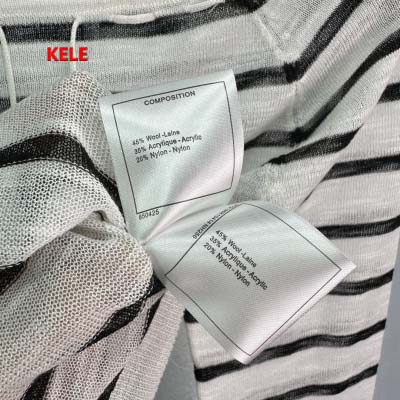 KELE
COMPOSITION
45% Wool -Laine
35% Acrylique - Acrylic
20% Nylon - Nylon
650425
45% Wool -Laine
35% Acrylique - Acrylic
20% Nylon - Nylon